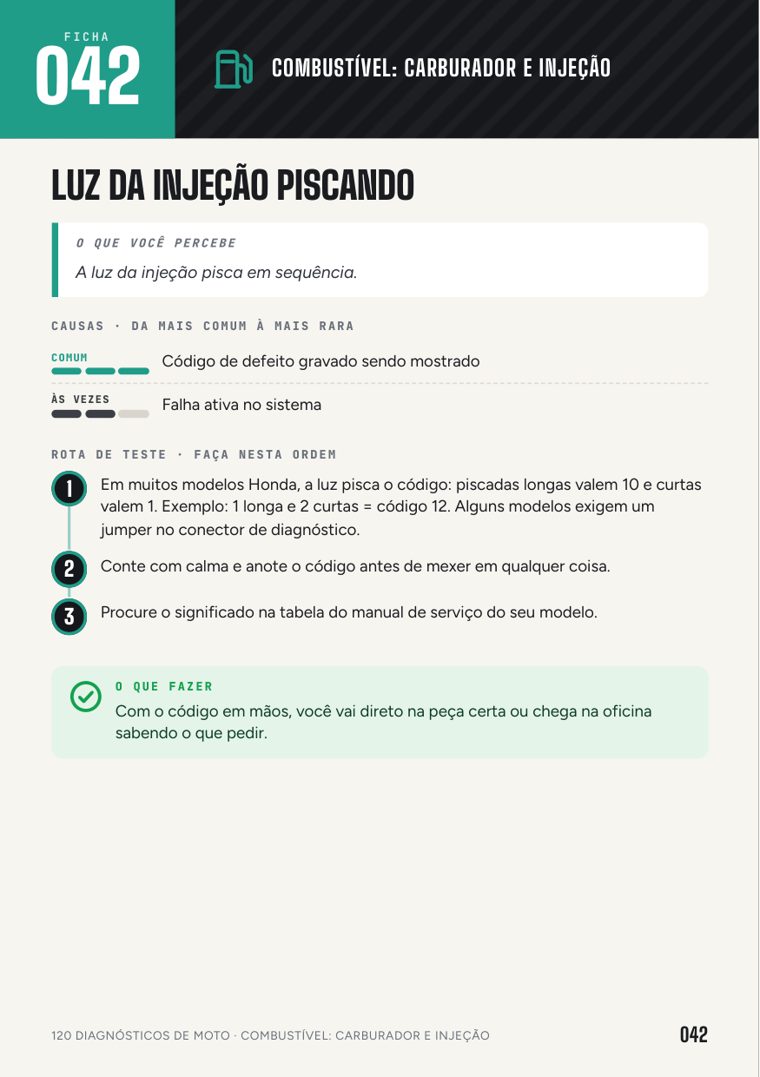 FICHA
042
COMBUSTÍVEL: CARBURADOR E INJEÇÃO
LUZ DA INJEÇÃO PISCANDO
O QUE VOCÊ PERCEBE
A luz da injeção pisca em sequência.
CAUSAS · DA MAIS COMUM À MAIS RARA
COMUM
Código de defeito gravado sendo mostrado
ÀS VEZES
Falha ativa no sistema
ROTA DE TESTE · FAÇA NESTA ORDEM
1
Em muitos modelos Honda, a luz pisca o código: piscadas longas valem 10 e curtas
valem 1. Exemplo: 1 longa e 2 curtas = código 12. Alguns modelos exigem um
jumper no conector de diagnóstico.
2
Conte com calma e anote o código antes de mexer em qualquer coisa.
3
Procure o significado na tabela do manual de serviço do seu modelo.
O QUE FAZER
Com o código em mãos, você vai direto na peça certa ou chega na oficina
sabendo o que pedir.
120 DIAGNÓSTICOS DE MOTO · COMBUSTÍVEL: CARBURADOR E INJEÇÃO
042